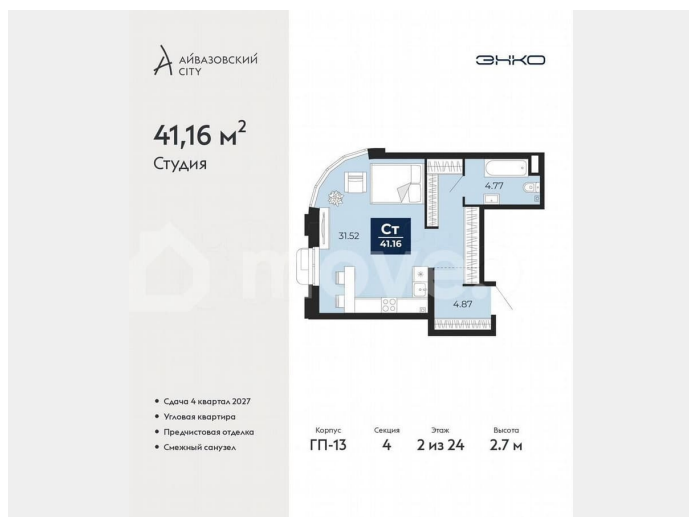 АЙВАЗОВСКИЙ
CITY
ЭНКО
41,16 м²
Студия
4.77
Ст
41.16
31.52
4.87
move.ru
• Сдача 4 квартал 2027
• Угловая квартира
• Предчистовая отделка
• Смежный санузел
Корпус Секция Этаж Высота
ГП-13 4 2 из 24 2.7 м